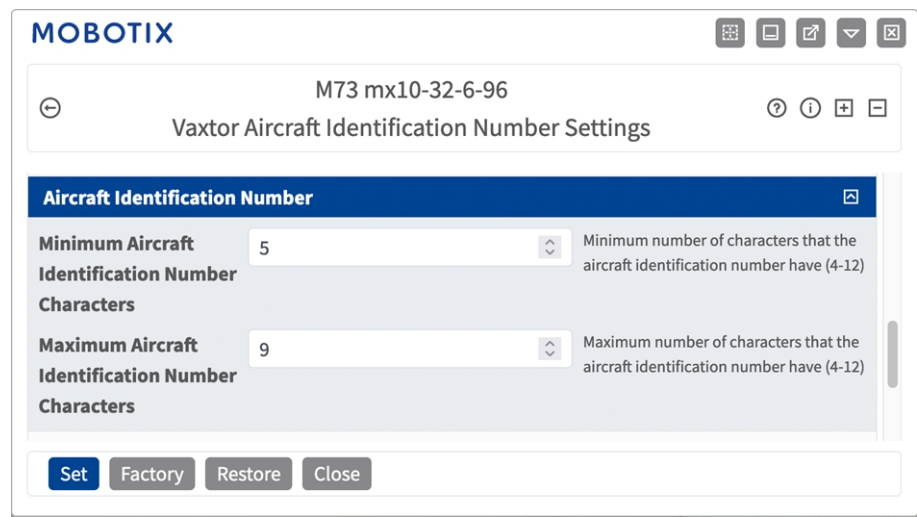 MOBOTIX
M73 mx10-32-6-96
Vaxtor Aircraft Identification Number Settings
Aircraft Identification Number
Minimum Aircraft
Identification Number
Characters
5
Minimum number of characters that the
aircraft identification number have (4-12)
Maximum Aircraft
Identification Number
Characters
9
Maximum number of characters that the
aircraft identification number have (4-12)
Set
Factory
Restore
Close